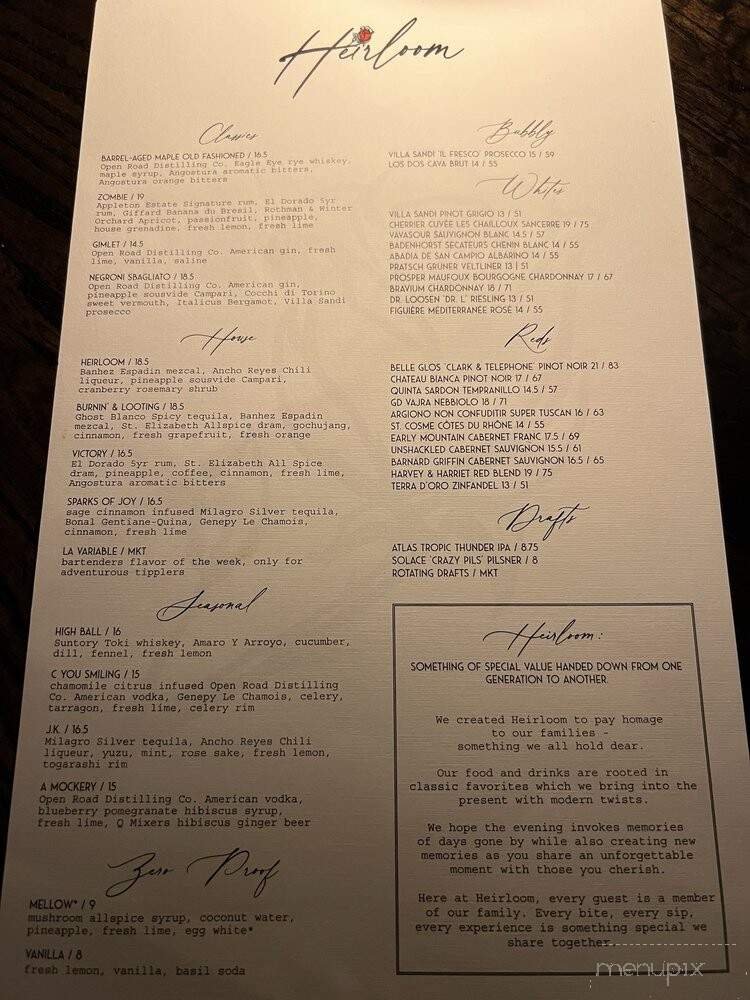 Heirloom
Classics
BARREL-AGED MAPLE OLD FASHIONED / 16.5
Open Road Distilling Co. Eagle Eye rye whiskey,
maple syrup, Angostura aromatic bitters,
Angostura orange bitters
ZOMBIE / 19
Appleton Estate Signature rum, El Dorado 5yr
rum, Giffard Banana du Bresil, Rothman & Winter
Orchard Apricot, passionfruit, pineapple,
house grenadine, fresh lemon, fresh lime
GIMLET / 14.5
Open Road Distilling Co. American gin, fresh
lime, vanilla, saline
NEGRONI SBAGLIATO / 18.5
Open Road Distilling Co. American gin,
pineapple sousvide Campari, Cocchi di Torino
sweet vermouth, Italicus Bergamot, Villa Sandi
prosecco
House
HEIRLOOM / 18.5
Banhez Espadin mezcal, Ancho Reyes Chili
liqueur, pineapple sousvide Campari,
cranberry rosemary shrub
BURNIN' & LOOTING / 18.5
Ghost Blanco Spicy tequila, Banhez Espadin
mezcal, St. Elizabeth Allspice dram, gochujang,
cinnamon, fresh grapefruit, fresh orange
VICTORY / 16.5
El Dorado 5yr rum, St. Elizabeth All Spice
dram, pineapple, coffee, cinnamon, fresh lime,
Angostura aromatic bitters
SPARKS OF JOY / 16.5
sage cinnamon infused Milagro Silver tequila,
Bonal Gentiane-Quina, Genepy Le Chamois,
cinnamon, fresh lime
LA VARIABLE / MKT
bartenders flavor of the week, only for
adventurous tipplers
Seasonal
HIGH BALL / 16
Suntory Toki whiskey, Amaro Y Arroyo, cucumber,
dill, fennel, fresh lemon
C YOU SMILING / 15
chamomile citrus infused Open Road Distilling
Co. American vodka, Genepy Le Chamois, celery,
tarragon, fresh lime, celery rim
J.K. / 16.5
Milagro Silver tequila, Ancho Reyes Chili
liqueur, yuzu, mint, rose sake, fresh lemon,
togarashi rim
A MOCKERY / 15
Open Road Distilling Co. American vodka,
blueberry pomegranate hibiscus syrup,
fresh lime, Q Mixers hibiscus ginger beer
Zero Proof
MELLOW* / 9
mushroom allspice syrup, coconut water,
pineapple, fresh lime, egg white*
VANILLA / 8
fresh lemon, vanilla, basil soda
Bubbly
VILLA SANDI 'IL FRESCO' PROSECCO 15 / 59
LOS DOS CAVA BRUT 14 / 55
Whites
VILLA SANDI PINOT GRIGIO 13 / 51
CHERRIER CUVÉE LES CHAILLOUX SANCERRE 19 / 75
VAVASOUR SAUVIGNON BLANC 14.5 / 57
BADENHORST SECATEURS CHENIN BLANC 14 / 55
ABADIA DE SAN CAMPIO ALBARINO 14 / 55
PRATSCH GRUNER VELTLINER 13 / 51
PROSPER MAUFOUX BOURGOGNE CHARDONNAY 17 / 67
BRAVIUM CHARDONNAY 18 / 71
DR. LOOSEN 'DR. L' RIESLING 13 / 51
FIGUIÈRE MÉDITERRANÉE ROSÉ 14 / 55
Reds
BELLE GLOS 'CLARK & TELEPHONE' PINOT NOIR 21 / 83
CHATEAU BIANCA PINOT NOIR 17 / 67
QUINTA SARDON TEMPRANILLO 14.5 / 57
GD VAJRA NEBBIOLO 18 / 71
ARGIONO NON CONFUDITIR SUPER TUSCAN 16 / 63
ST. COSME CÔTES DU RHÔNE 14 / 55
EARLY MOUNTAIN CABERNET FRANC 17.5 / 69
UNSHACKLED CABERNET SAUVIGNON 15.5 / 61
BARNARD GRIFFIN CABERNET SAUVIGNON 16.5 / 65
HARVEY & HARRIET RED BLEND 19 / 75
TERRA D'ORO ZINFANDEL 13 / 51
Drafts
ATLAS TROPIC THUNDER IPA / 8.75
SOLACE 'CRAZY PILS' PILSNER / 8
ROTATING DRAFTS / MKT
Heirloom:
SOMETHING OF SPECIAL VALUE HANDED DOWN FROM ONE
GENERATION TO ANOTHER.
We created Heirloom to pay homage
to our families -
something we all hold dear.
Our food and drinks are rooted in
classic favorites which we bring into the
present with modern twists.
We hope the evening invokes memories
of days gone by while also creating new
memories as you share an unforgettable
moment with those you cherish.
Here at Heirloom, every guest is a member
of our family. Every bite, every sip,
every experience is something special we
share together.
menupix